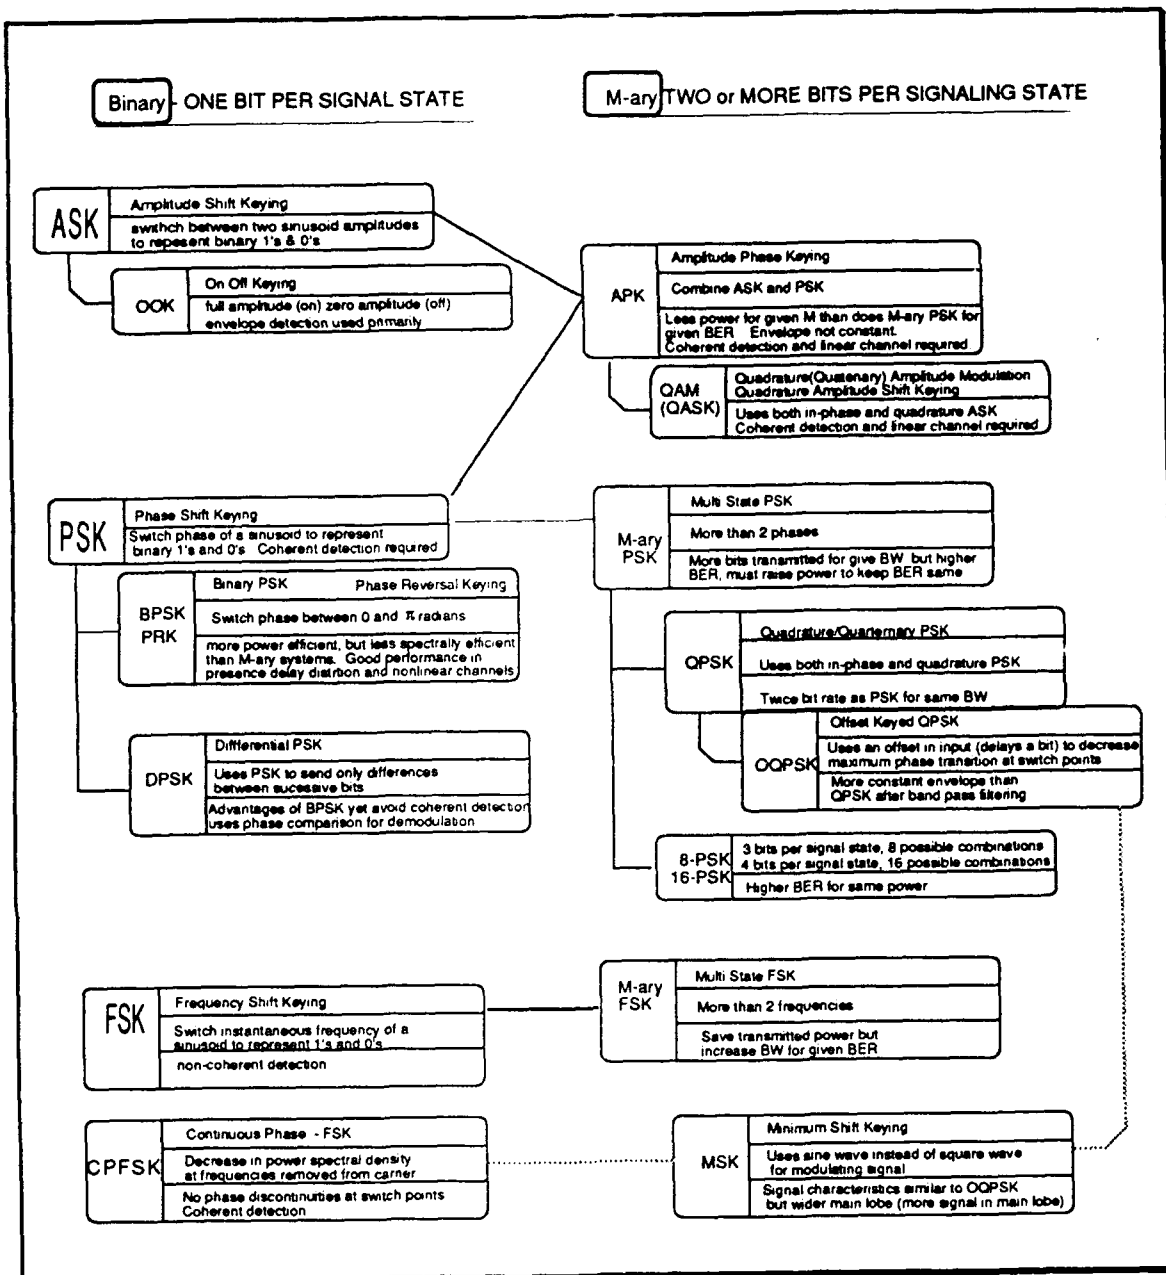 Binary - ONE BIT PER SIGNAL STATE
M-ary TWO or MORE BITS PER SIGNALING STATE
ASK
Amplitude Shift Keying
swithch between two sinusoid amplitudes
to repesent binary 1's & 0's
OOK
On Off Keying
full amplitude (on) zero amplitude (off)
envelope detection used primarily
APK
Amplitude Phase Keying
Combine ASK and PSK
Less power for given M than does M-ary PSK for
given BER Envelope not constant.
Coherent detection and linear channel required
QAM
(QASK)
Quadrature(Quatenary) Amplitude Modulation
Quadrature Amplitude Shift Keying
Uses both in-phase and quadrature ASK
Coherent detection and linear channel required
PSK
Phase Shift Keying
Switch phase of a sinusoid to represent
binary 1's and 0's Coherent detection required
BPSK
PRK
Binary PSK Phase Reversal Keying
Switch phase between 0 and π radians
more power efficient, but less spectrally efficient
than M-ary systems. Good performance in
presence delay distrtion and nonlinear channels
DPSK
Diffferential PSK
Uses PSK to send only differences
between sucessive bits
Advantages of BPSK yet avoid coherent detection
uses phase comparison for demodulation
M-ary
PSK
Multi State PSK
More than 2 phases
More bits transmitted for give BW, but higher
BER, must raise power to keep BER same
QPSK
Quadrature/Quarternary PSK
Uses both in-phase and quadrature PSK
Twice bit rate as PSK for same BW
OQPSK
Offset Keyed QPSK
Uses an offset in input (delays a bit) to decrease
maximum phase transition at switch points
More constant envelope than
QPSK after band pass filtering
8-PSK
16-PSK
3 bits per signal state, 8 possible combinations
4 bits per signal state, 16 possible combinations
Higher BER for same power
FSK
Frequency Shift Keying
Switch instantaneous frequency of a
sinusoid to represent 1's and 0's
non-coherent detection
M-ary
FSK
Multi State FSK
More than 2 frequencies
Save transmitted power but
increase BW for given BER
CPFSK
Continuous Phase - FSK
Decrease in power spectral density
at frequencies removed from carrier
No phase discontinuities at switch points
Coherent detection
MSK
Minimum Shift Keying
Uses sine wave instead of square wave
for modulating signal
Signal characteristics similar to OQPSK
but wider main lobe (more signal in main lobe)